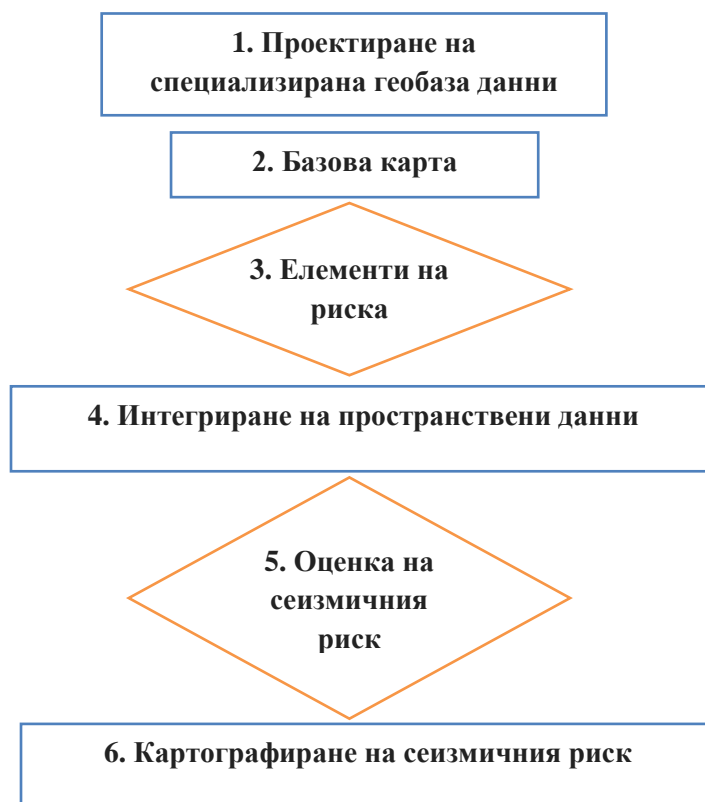 1. Проектиране на
специализирана геобаза данни
2. Базова карта
3. Елементи на
риска
4. Интегриране на пространствени данни
5. Оценка на
сеизмичния
риск
6. Картографиране на сеизмичния риск